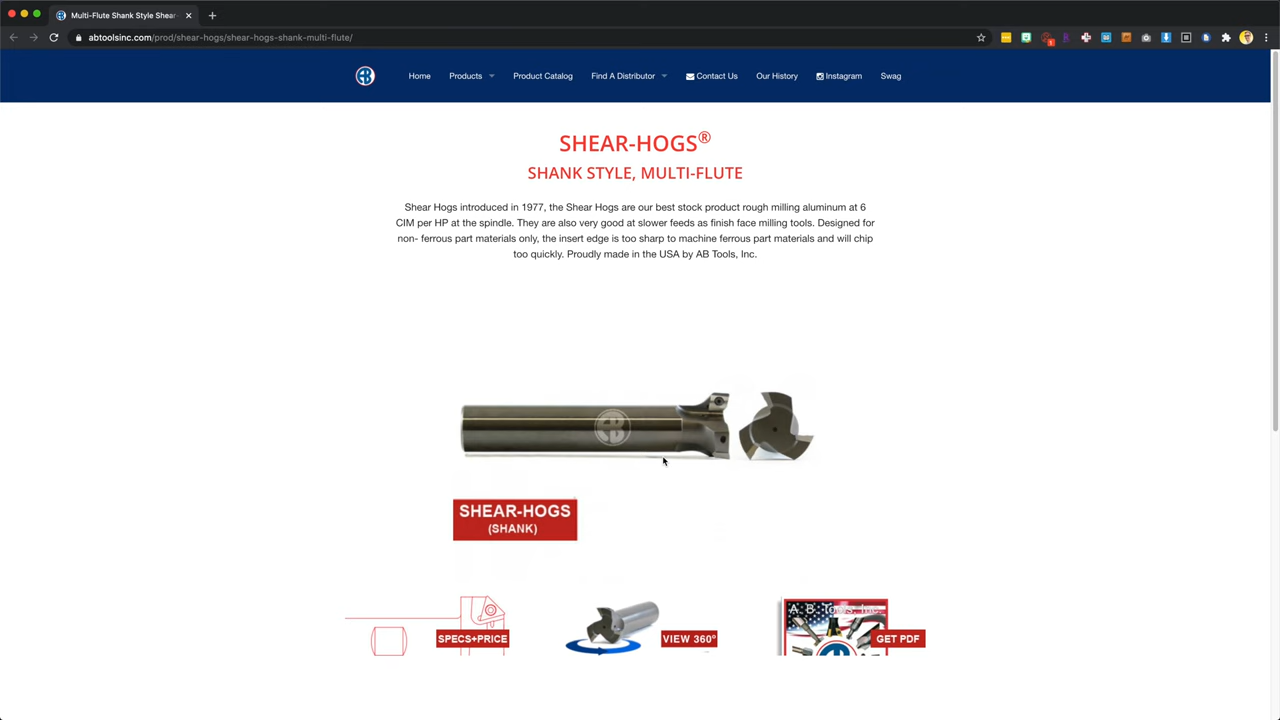 Multi-Flute Shank Style Shear-
abtoolsinc.com/prod/shear-hogs/shear-hogs-shank-multi-flute/
AB Home Products Product Catalog Find A Distributor Contact Us Our History Instagram Swag
SHEAR-HOGS®
SHANK STYLE, MULTI-FLUTE
Shear Hogs introduced in 1977, the Shear Hogs are our best stock product rough milling aluminum at 6
CIM per HP at the spindle. They are also very good at slower feeds as finish face milling tools. Designed for
non- ferrous part materials only, the insert edge is too sharp to machine ferrous part materials and will chip
too quickly. Proudly made in the USA by AB Tools, Inc.
AB
SHEAR-HOGS
(SHANK)
A.B. Tools, Inc.
SPECS+PRICE VIEW 360° GET PDF